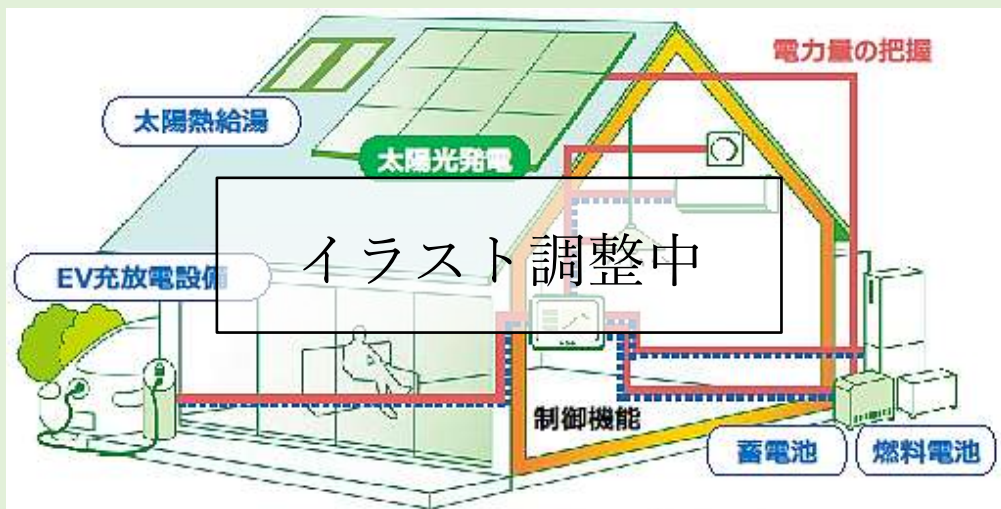 電力量の把握
太陽熱給湯
太陽光発電
イラスト調整中
EV充放電設備
制御機能
蓄電池
燃料電池